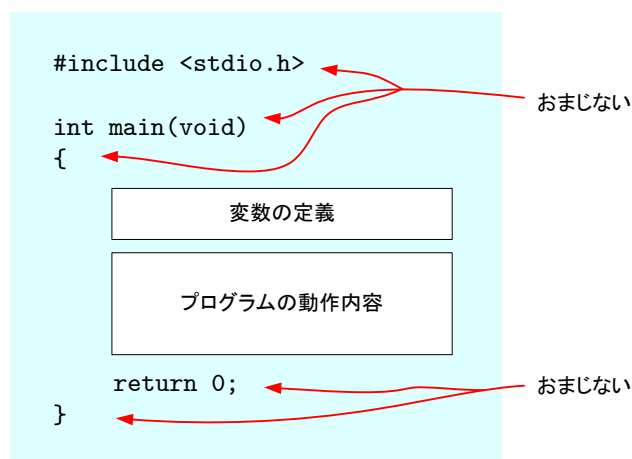 #include <stdio.h>
おまじない
int main(void)
{
変数の定義
プログラムの動作内容
return 0;
おまじない
}